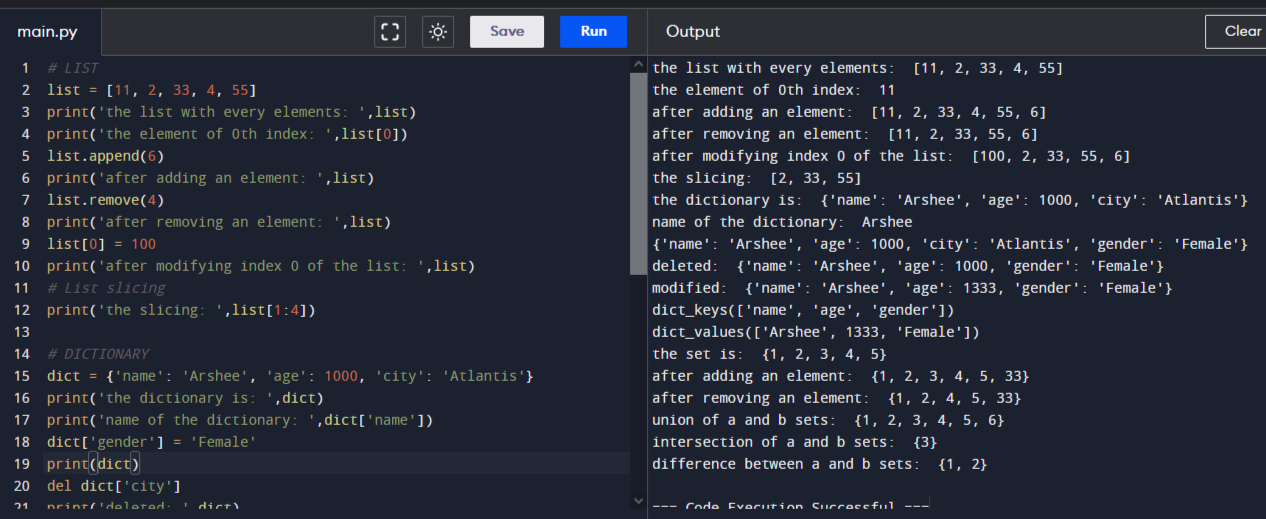 main.py
Save
Run
Output
Clear
1 # LIST
2 list = [11, 2, 33, 4, 55]
3 print('the list with every elements: ',list)
4 print('the element of 0th index: ',list[0])
5 list.append(6)
6 print('after adding an element: ',list)
7 list.remove(4)
8 print('after removing an element: ',list)
9 list[0] = 100
10 print('after modifying index 0 of the list: ',list)
11 # List slicing
12 print('the slicing: ',list[1:4])
13
14 # DICTIONARY
15 dict = {'name': 'Arshee', 'age': 1000, 'city': 'Atlantis'}
16 print('the dictionary is: ',dict)
17 print('name of the dictionary: ',dict['name'])
18 dict['gender'] = 'Female'
19 print(dict)
20 del dict['city']
21 print('deleted: ',dict)
the list with every elements:  [11, 2, 33, 4, 55]
the element of 0th index:  11
after adding an element:  [11, 2, 33, 4, 55, 6]
after removing an element:  [11, 2, 33, 55, 6]
after modifying index 0 of the list:  [100, 2, 33, 55, 6]
the slicing:  [2, 33, 55]
the dictionary is:  {'name': 'Arshee', 'age': 1000, 'city': 'Atlantis'}
name of the dictionary:  Arshee
{'name': 'Arshee', 'age': 1000, 'city': 'Atlantis', 'gender': 'Female'}
deleted:  {'name': 'Arshee', 'age': 1000, 'gender': 'Female'}
modified:  {'name': 'Arshee', 'age': 1333, 'gender': 'Female'}
dict_keys(['name', 'age', 'gender'])
dict_values(['Arshee', 1333, 'Female'])
the set is:  {1, 2, 3, 4, 5}
after adding an element:  {1, 2, 3, 4, 5, 33}
after removing an element:  {1, 2, 4, 5, 33}
union of a and b sets:  {1, 2, 3, 4, 5, 6}
intersection of a and b sets:  {3}
difference between a and b sets:  {1, 2}
=== Code Execution Successful ===